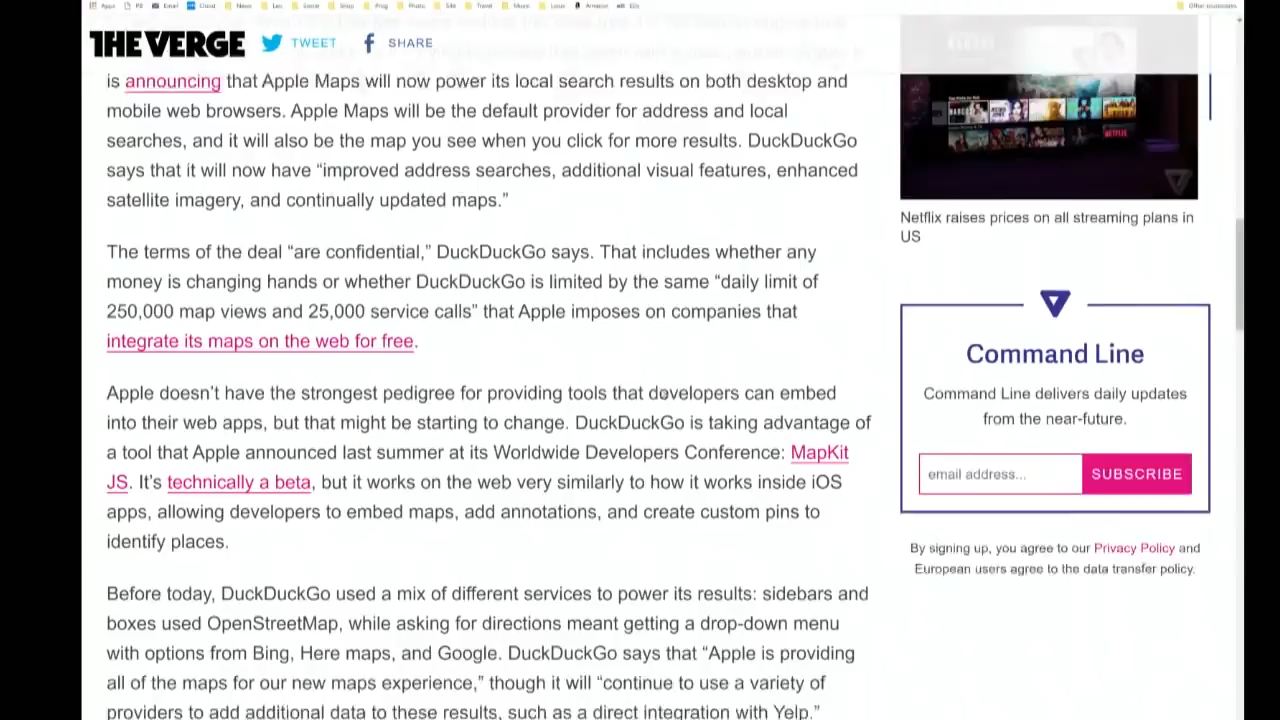 Apps
Email
Cloud
News
Travel
Music
Amazon
Other bookmarks
THE VERGE
TWEET
SHARE
is announcing that Apple Maps will now power its local search results on both desktop and
mobile web browsers. Apple Maps will be the default provider for address and local
searches, and it will also be the map you see when you click for more results. DuckDuckGo
says that it will now have “improved address searches, additional visual features, enhanced
satellite imagery, and continually updated maps.”
The terms of the deal “are confidential,” DuckDuckGo says. That includes whether any
money is changing hands or whether DuckDuckGo is limited by the same “daily limit of
250,000 map views and 25,000 service calls” that Apple imposes on companies that
integrate its maps on the web for free.
Apple doesn’t have the strongest pedigree for providing tools that developers can embed
into their web apps, but that might be starting to change. DuckDuckGo is taking advantage of
a tool that Apple announced last summer at its Worldwide Developers Conference: MapKit
JS. It’s technically a beta, but it works on the web very similarly to how it works inside iOS
apps, allowing developers to embed maps, add annotations, and create custom pins to
identify places.
Before today, DuckDuckGo used a mix of different services to power its results: sidebars and
boxes used OpenStreetMap, while asking for directions meant getting a drop-down menu
with options from Bing, Here maps, and Google. DuckDuckGo says that “Apple is providing
all of the maps for our new maps experience,” though it will “continue to use a variety of
providers to add additional data to these results, such as a direct integration with Yelp.”
NETFLIX
Netflix raises prices on all streaming plans in
US
Command Line
Command Line delivers daily updates
from the near-future.
email address...
SUBSCRIBE
By signing up, you agree to our Privacy Policy and
European users agree to the data transfer policy.